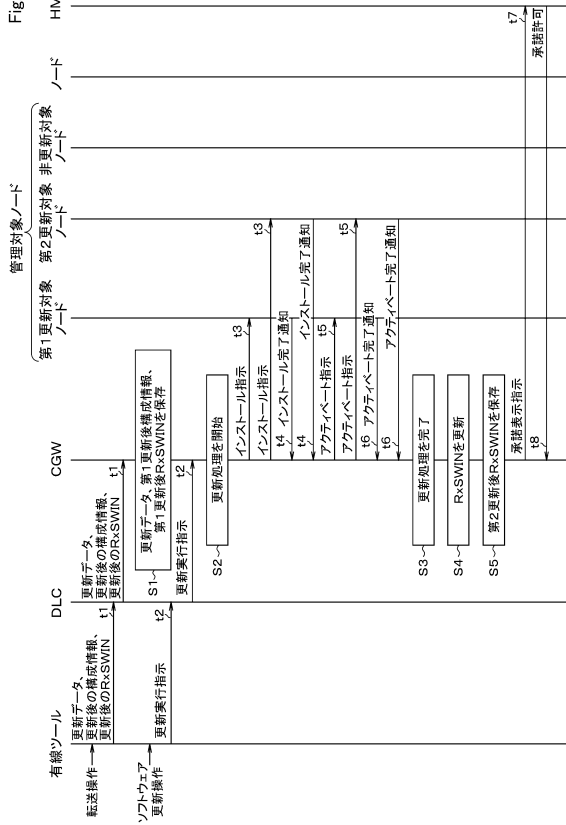 Fig
管理対象ノード
有線ツール
DLC
CGW
第1更新対象
ノード
第2更新対象
ノード
非更新対象
ノード
ノード
HM
転送操作
更新データ、
更新後の構成情報、
更新後のRxSWIN
t1
更新データ、
更新後の構成情報、
更新後のRxSWIN
t1
S1
更新データ、第1更新後構成情報、
第1更新後RxSWINを保存
ソフトウェア
更新操作
更新実行指示
t2
更新実行指示
t2
S2
更新処理を開始
インストール指示
t3
インストール指示
t3
t4
インストール完了通知
t4
インストール完了通知
アクティベート指示
t5
アクティベート指示
t5
t6
アクティベート完了通知
t6
アクティベート完了通知
S3
更新処理を完了
S4
RxSWINを更新
S5
第2更新後RxSWINを保存
承諾表示指示
t7
t8
承諾許可